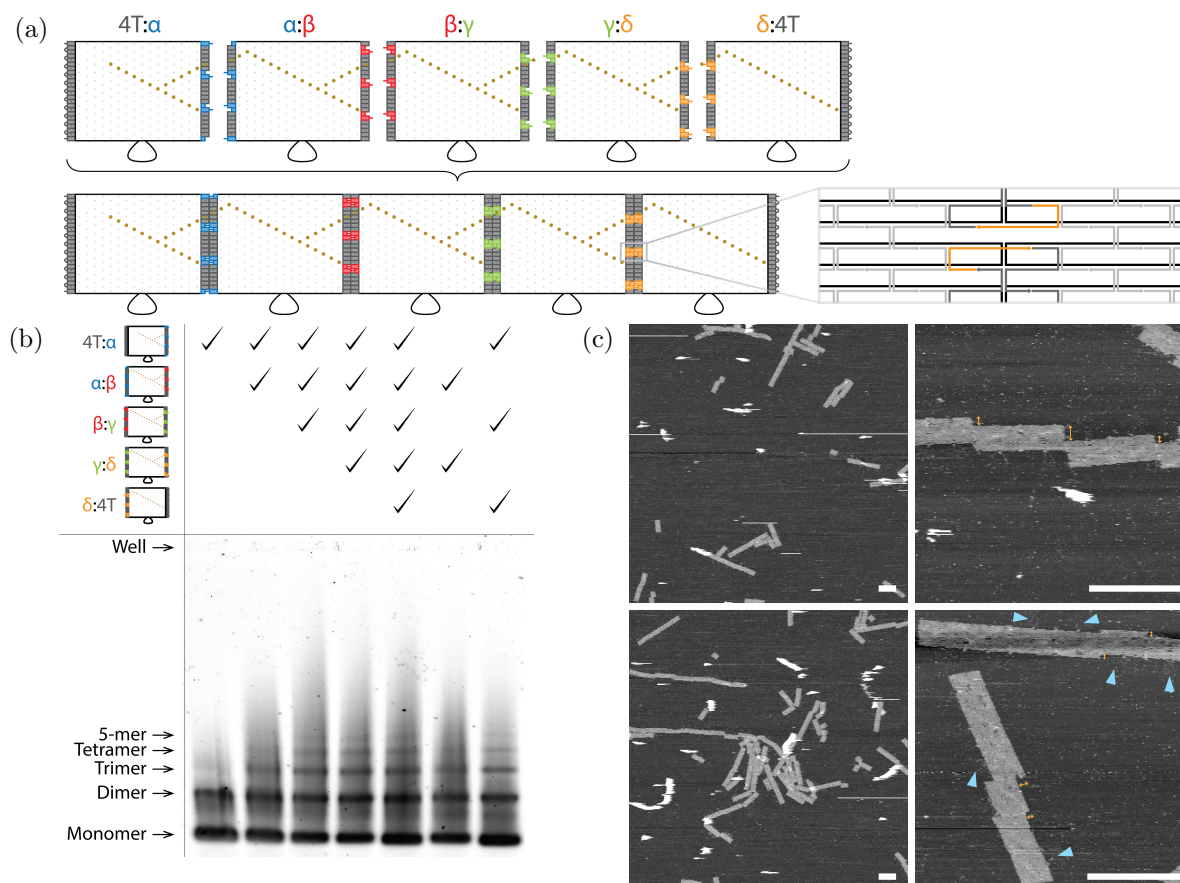 (a)
4T:α
α:β
β:γ
γ:δ
δ:4T
(b)
4T:α
α:β
β:γ
γ:δ
δ:4T
Well →
5-mer →
Tetramer →
Trimer →
Dimer →
Monomer →
(c)